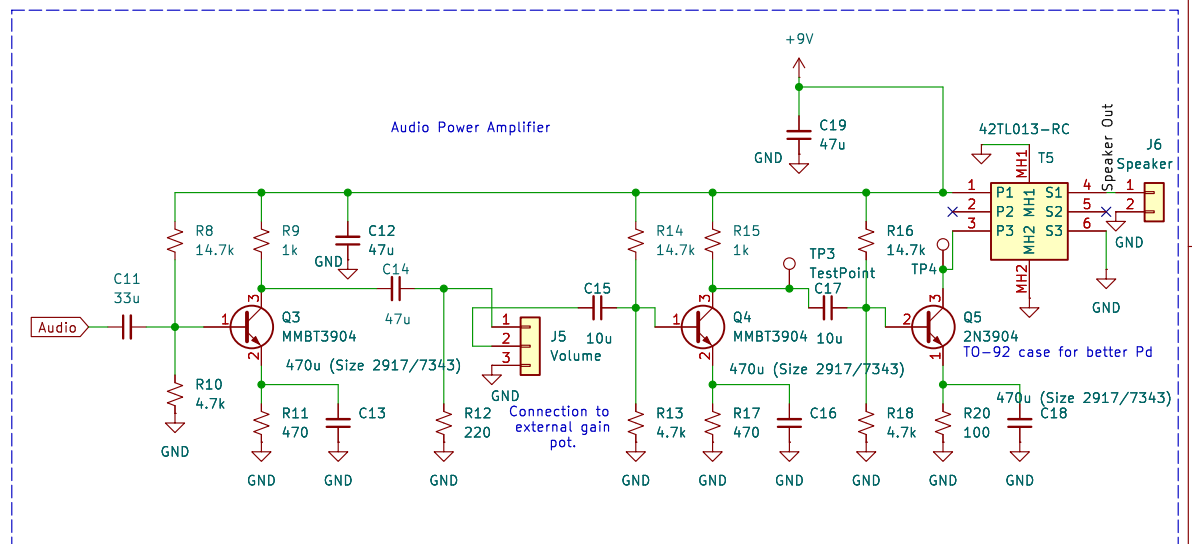 +9V
Audio Power Amplifier
C19
47u
GND
42TL013-RC
T5
Speaker Out
J6
Speaker
MH1
1
P1
S1
4
1
2
P2
S2
5
2
3
P3
S3
6
MH1
MH2
MH2
GND
GND
R8
14.7k
R9
1k
C12
47u
GND
C14
47u
R14
14.7k
R15
1k
TP3
TestPoint
R16
14.7k
TP4
C11
33u
Audio
1
3
2
Q3
MMBT3904
C15
10u
1
2
3
J5
Volume
GND
1
3
2
Q4
MMBT3904
C17
10u
2
3
1
Q5
2N3904
TO-92 case for better Pd
470u (Size 2917/7343)
470u (Size 2917/7343)
470u (Size 2917/7343)
Connection to
external gain
pot.
R10
4.7k
GND
R11
470
GND
C13
GND
R12
220
GND
R13
4.7k
GND
R17
470
GND
C16
GND
R18
4.7k
GND
R20
100
GND
C18
GND